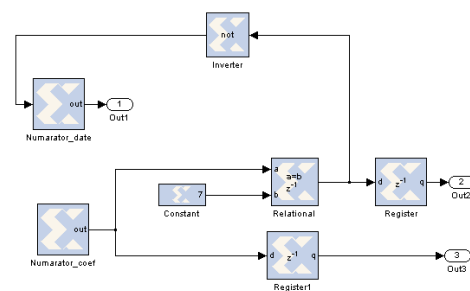 not
Inverter
out
1
Numarator_date
Out1
a
a=b
z-1
b
7
Constant
Relational
d
z-1
q
Register
2
Out2
out
Numarator_coef
d
z-1
q
Register1
3
Out3